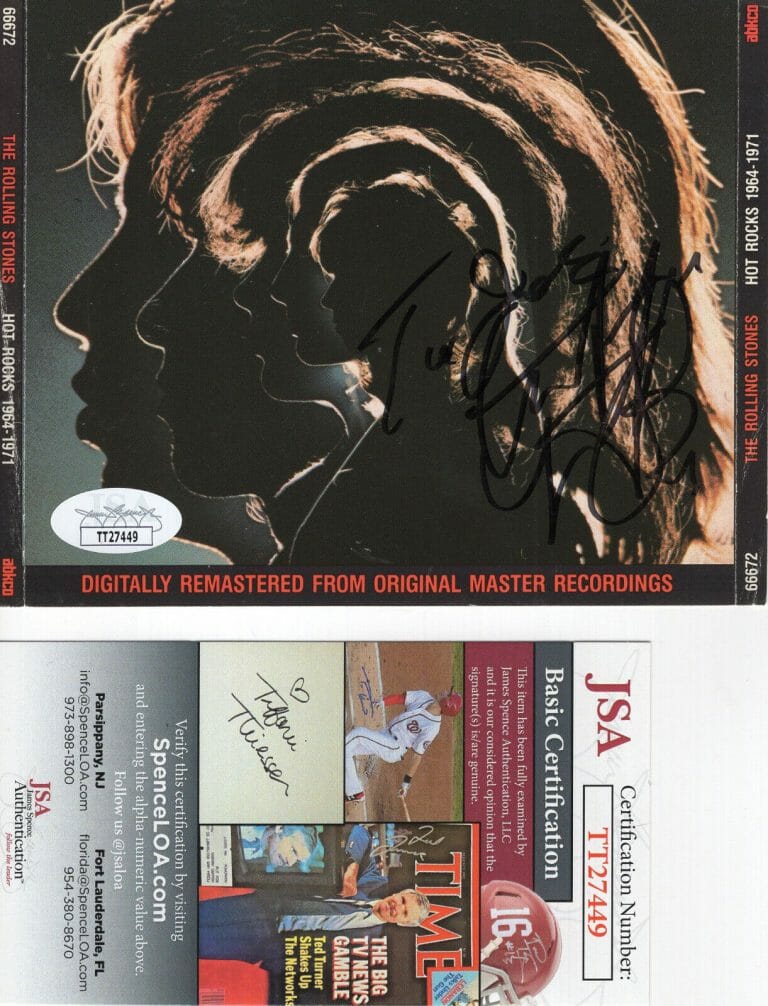 66672
THE ROLLING STONES
HOT ROCKS 1964-1971
abkco
abkco
HOT ROCKS 1964-1971
THE ROLLING STONES
66672
JSA
TT27449
DIGITALLY REMASTERED FROM ORIGINAL MASTER RECORDINGS
JSA
Certification Number:
TT27449
Basic Certification
This item has been fully examined by
James Spence Authentication, LLC
and it is our considered opinion that the
signature(s) is/are genuine.
16
Tiffani
Thiessen
TIME
THE BIG
TV NEWS
GAMBLE
Ted Turner
Shakes Up
The Networks
Verify this certification by visiting
SpenceLOA.com
and entering the alpha-numeric value above.
Follow us @jsaloa
Parsippany, NJ
info@SpenceLOA.com
973-898-1300
Fort Lauderdale, FL
florida@SpenceLOA.com
954-380-8670
JSA
James Spence
Authentication™
follow the leader